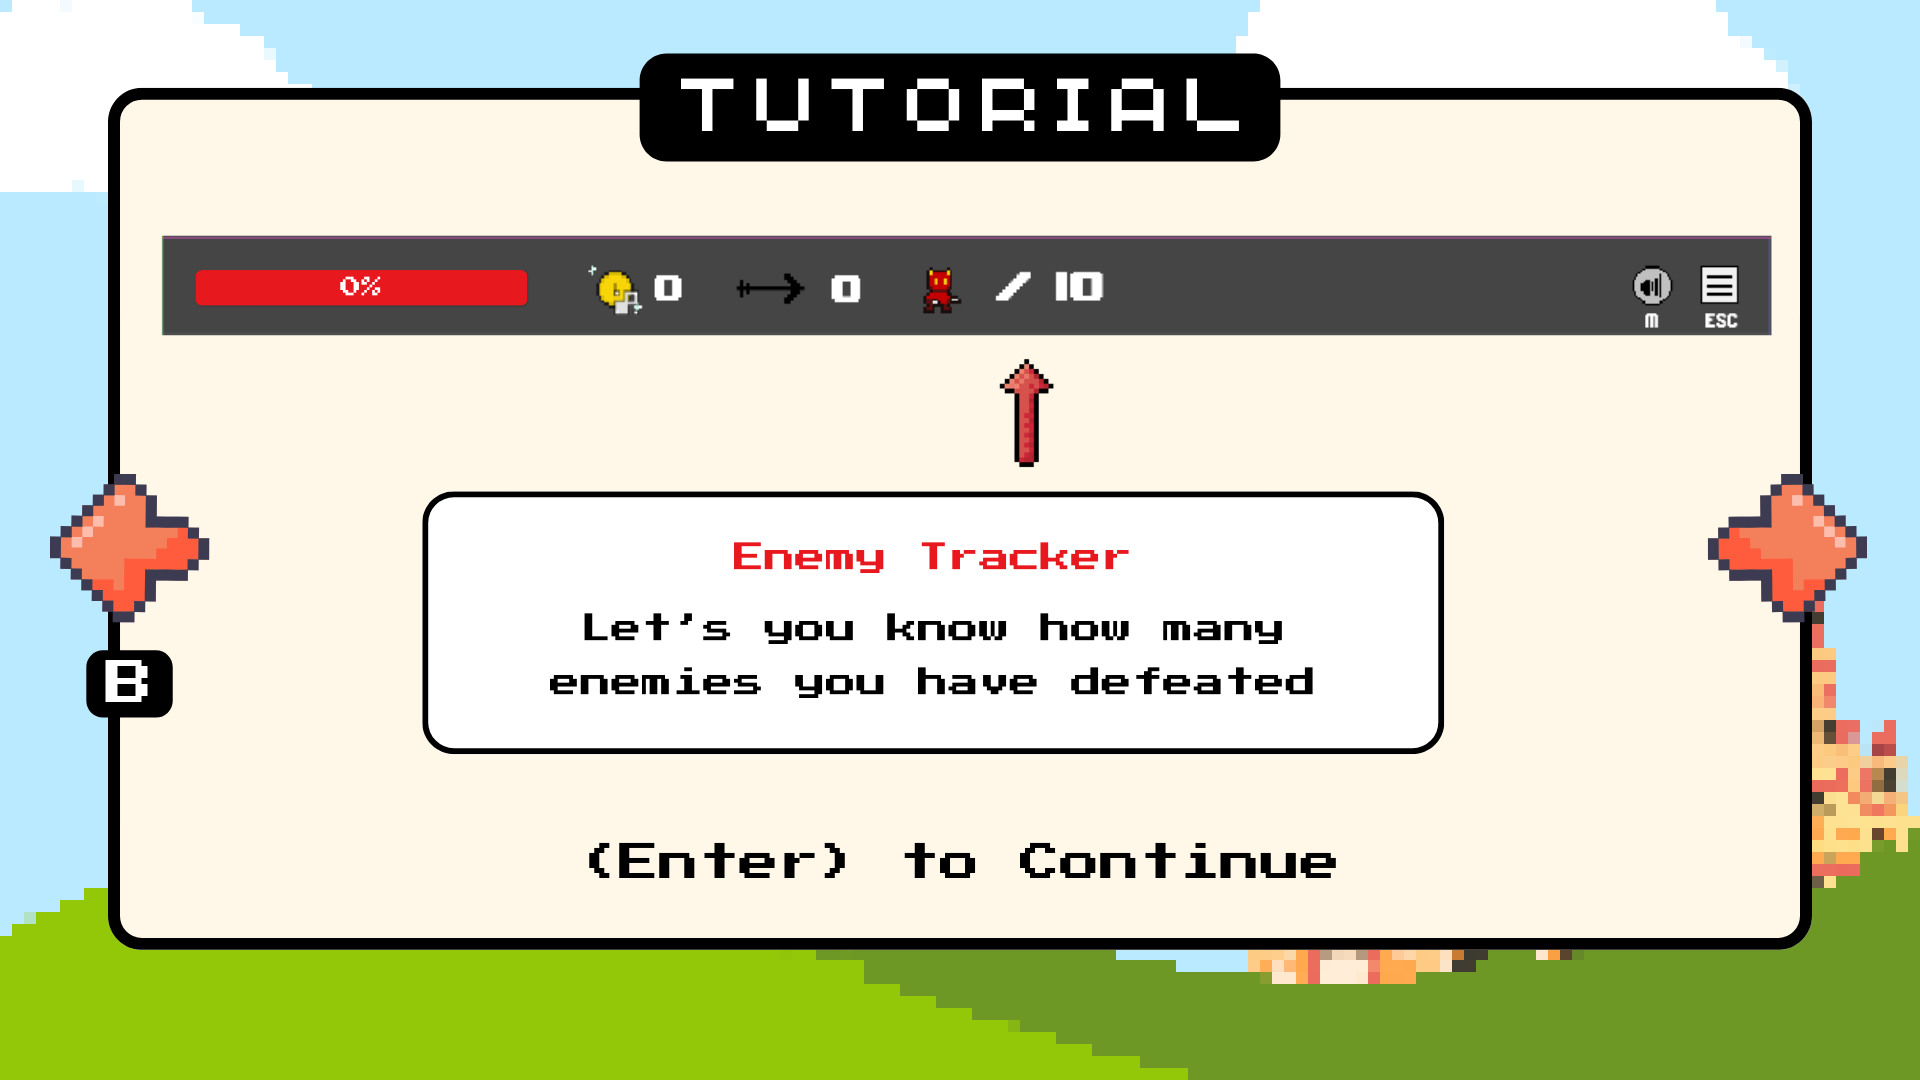 TUTORIAL
0% 0 0 / 10
M ESC
Enemy Tracker
Let's you know how many
enemies you have defeated
B
(Enter) to Continue